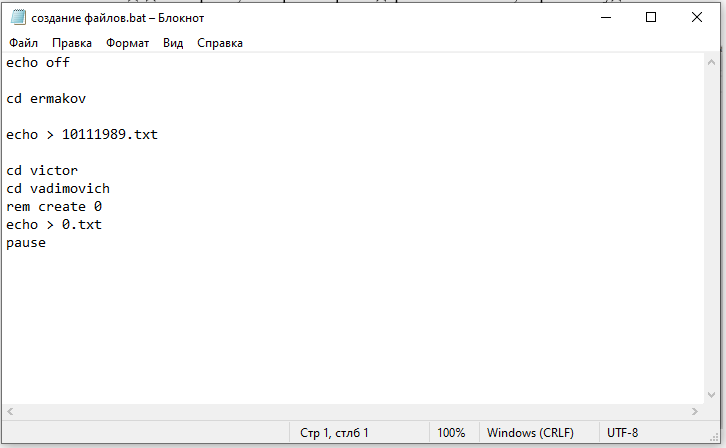 создание файлов.bat – Блокнот
Файл Правка Формат Вид Справка
echo off
cd ermakov
echo > 10111989.txt
cd victor
cd vadimovich
rem create 0
echo > 0.txt
pause
Стр 1, стлб 1 100% Windows (CRLF) UTF-8